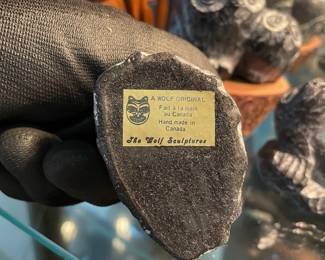 A WOLF ORIGINAL
Fait à la main
au Canada
Hand made in
Canada
The Wolf Sculptures